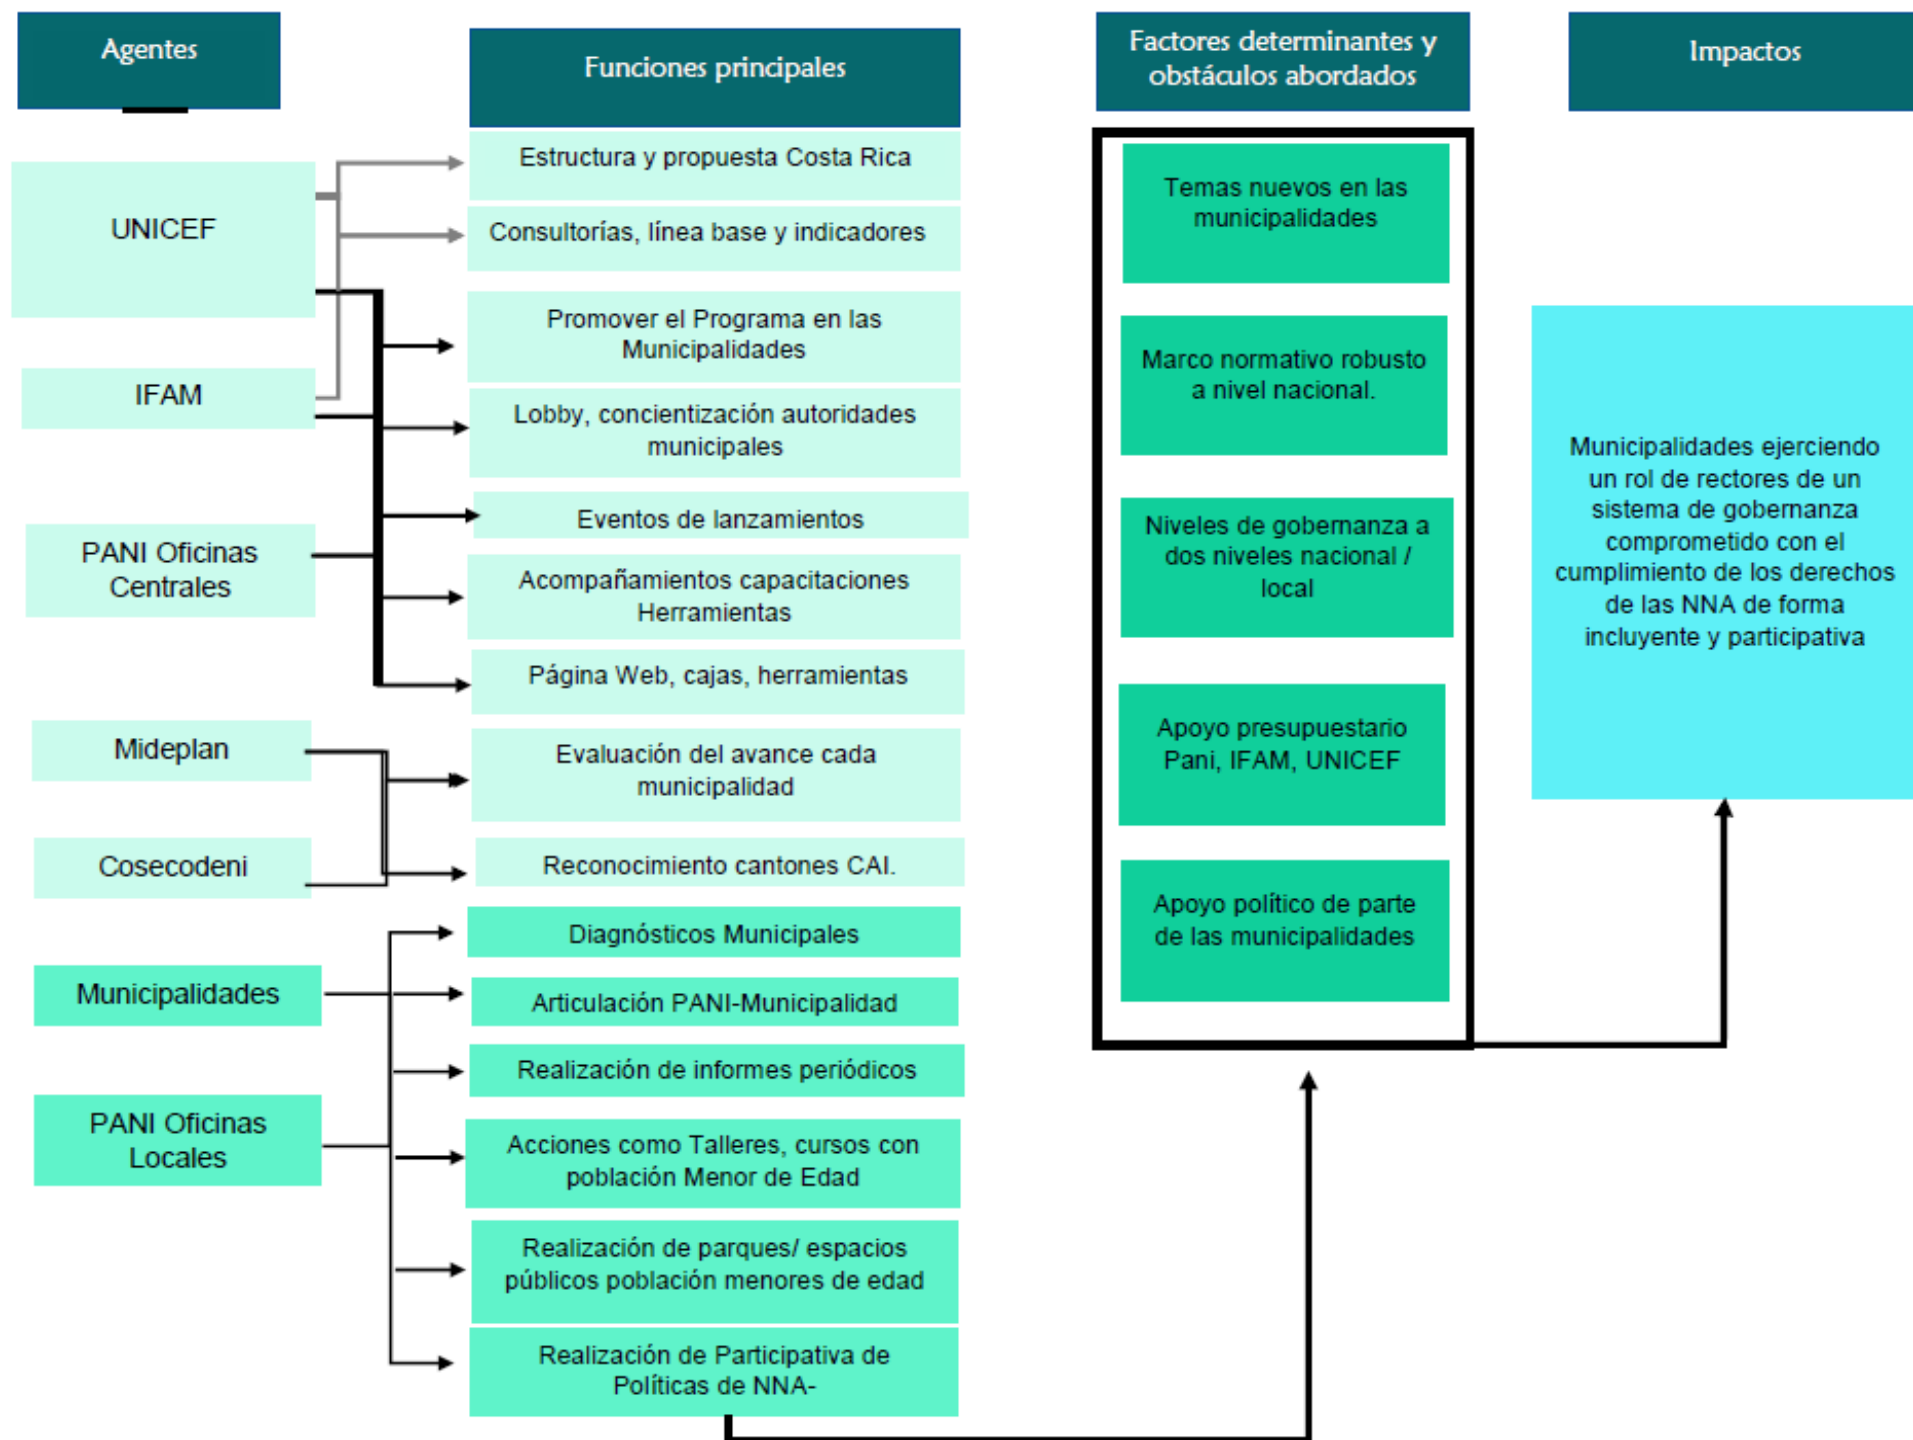 Agentes
Funciones principales
Factores determinantes y
obstáculos abordados
Impactos
UNICEF
IFAM
PANI Oficinas
Centrales
Mideplan
Cosecodeni
Municipalidades
PANI Oficinas
Locales
Estructura y propuesta Costa Rica
Consultorías, línea base y indicadores
Promover el Programa en las
Municipalidades
Lobby, concientización autoridades
municipales
Eventos de lanzamientos
Acompañamientos capacitaciones
Herramientas
Página Web, cajas, herramientas
Evaluación del avance cada
municipalidad
Reconocimiento cantones CAI.
Diagnósticos Municipales
Articulación PANI-Municipalidad
Realización de informes periódicos
Acciones como Talleres, cursos con
población Menor de Edad
Realización de parques/ espacios
públicos población menores de edad
Realización de Participativa de
Políticas de NNA-
Temas nuevos en las
municipalidades
Marco normativo robusto
a nivel nacional.
Niveles de gobernanza a
dos niveles nacional /
local
Apoyo presupuestario
Pani, IFAM, UNICEF
Apoyo político de parte
de las municipalidades
Municipalidades ejerciendo
un rol de rectores de un
sistema de gobernanza
comprometido con el
cumplimiento de los derechos
de las NNA de forma
incluyente y participativa